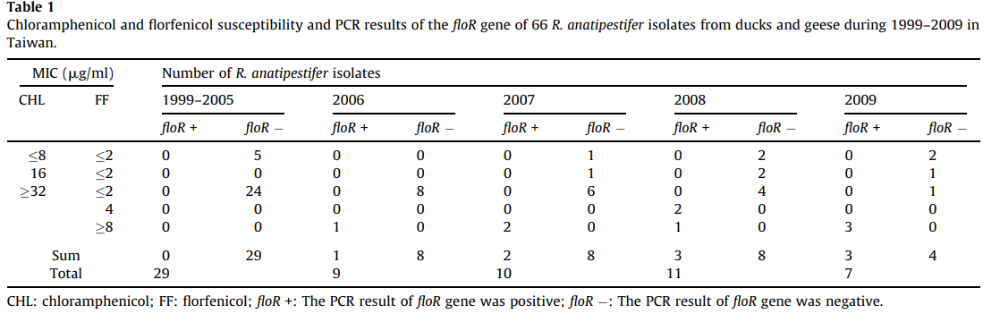 Table 1
Chloramphenicol and florfenicol susceptibility and PCR results of the floR gene of 66 R. anatipestifer isolates from ducks and geese during 1999–2009 in
Taiwan.
MIC (μg/ml) Number of R. anatipestifer isolates
CHL FF 1999–2005 2006 2007 2008 2009
floR + floR − floR + floR − floR + floR − floR + floR − floR + floR −
≤8 ≤2 0 5 0 0 0 1 0 2 0 2
16 ≤2 0 0 0 0 0 1 0 2 0 1
≥32 ≤2 0 24 0 8 0 6 0 4 0 1
4 0 0 0 0 0 0 2 0 0 0
≥8 0 0 1 0 2 0 1 0 3 0
Sum 0 29 1 8 2 8 3 8 3 4
Total 29 9 10 11 7
CHL: chloramphenicol; FF: florfenicol; floR +: The PCR result of floR gene was positive; floR −: The PCR result of floR gene was negative.